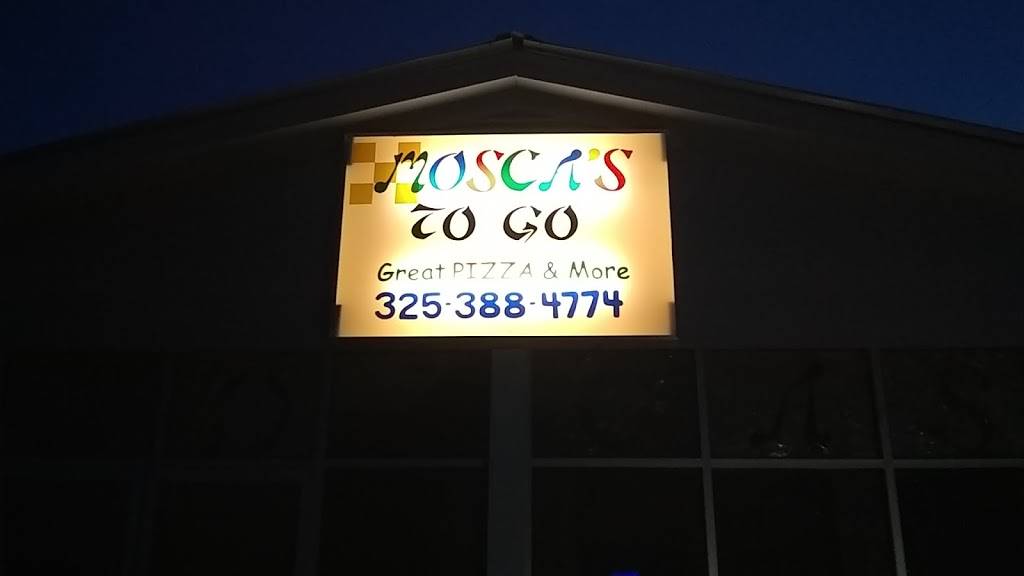 MOSCA'S
TO GO
Great PIZZA & More
325-388-4774